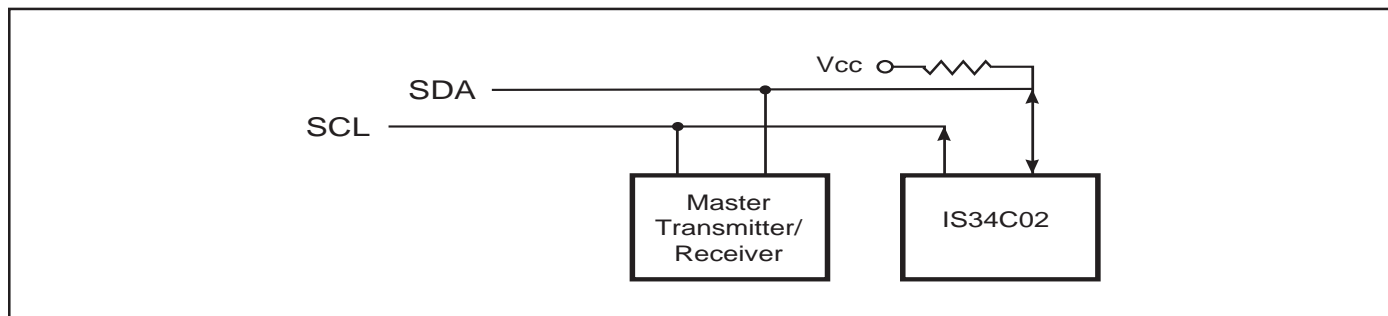 Vcc
SDA
SCL
Master
Transmitter/
Receiver
IS34C02